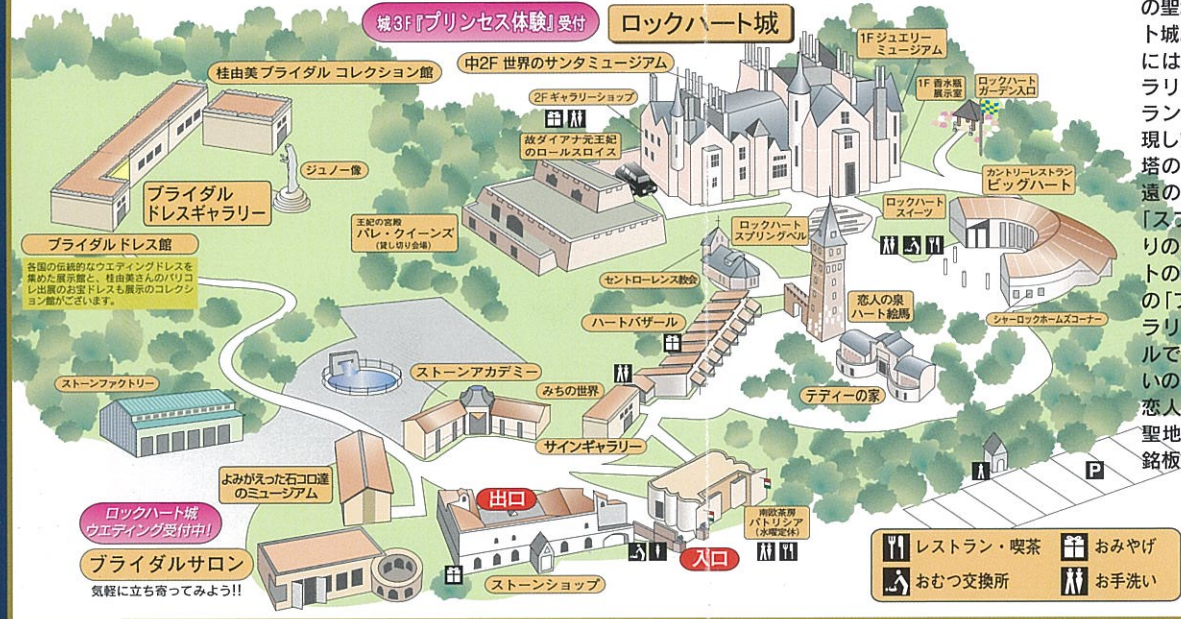 城3F『プリンセス体験』受付
ロックハート城
中2F 世界のサンタミュージアム
1F ジュエリー
ミュージアム
1F 香水瓶
展示室
ロックハート
ガーデン入口
桂由美ブライダル コレクション館
2F ギャラリーショップ
故ダイアナ元王妃
のロールスロイス
ジュノー像
ブライダル
ドレスギャラリー
ブライダルドレス館
各国の伝統的なウエディングドレスを
集めた展示館と、桂由美さんのパリコ
レ出展のお宝ドレスも展示のコレクシ
ョン館がございます。
王妃の宮殿
パレ・クイーンズ
(貸し切り会場)
カントリーレストラン
ビッグハート
ロックハート
スイーツ
ロックハート
スプリングベル
セントローレンス教会
恋人の泉
ハート絵馬
シャーロックホームズコーナー
ハートバザール
テディーの家
ストーンファクトリー
ストーンアカデミー
みちの世界
サインギャラリー
よみがえった石コロ達
のミュージアム
ロックハート城
ウエディング受付中!
ブライダルサロン
気軽に立ち寄ってみよう!!
出口
ストーンショップ
入口
南欧茶房
パトリシア
(水曜定休)
P
レストラン・喫茶
おみやげ
おむつ交換所
お手洗い
の聖
ト城
には
ラリ
ラン
現し
塔の
遠の
「ス
りの
トの
の「フ
ラリ
ルで
いの
恋人
聖地
銘板